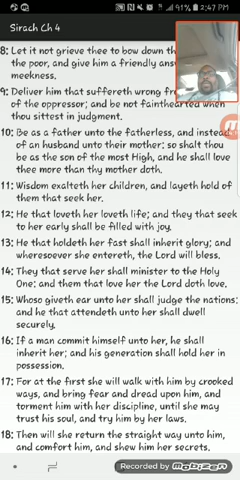 91% 2:47 PM
Sirach Ch 4
8: Let it not grieve thee to bow down th
the poor, and give him a friendly answ
meekness.
9: Deliver him that suffereth wrong fr
of the oppressor; and be not fainthearted when
thou sittest in judgment.
10: Be as a father unto the fatherless, and instead
of an husband unto their mother: so shalt thou
be as the son of the most High, and he shall love
thee more than thy mother doth.
11: Wisdom exalteth her children, and layeth hold of
them that seek her.
12: He that loveth her loveth life; and they that seek
to her early shall be filled with joy.
13: He that holdeth her fast shall inherit glory; and
wheresoever she entereth, the Lord will bless.
14: They that serve her shall minister to the Holy
One: and them that love her the Lord doth love.
15: Whoso giveth ear unto her shall judge the nations:
and he that attendeth unto her shall dwell
securely.
16: If a man commit himself unto her, he shall
inherit her; and his generation shall hold her in
possession.
17: For at the first she will walk with him by crooked
ways, and bring fear and dread upon him, and
torment him with her discipline, until she may
trust his soul, and try him by her laws.
18: Then will she return the straight way unto him,
and comfort him, and shew him her secrets.
Recorded by Mobizen